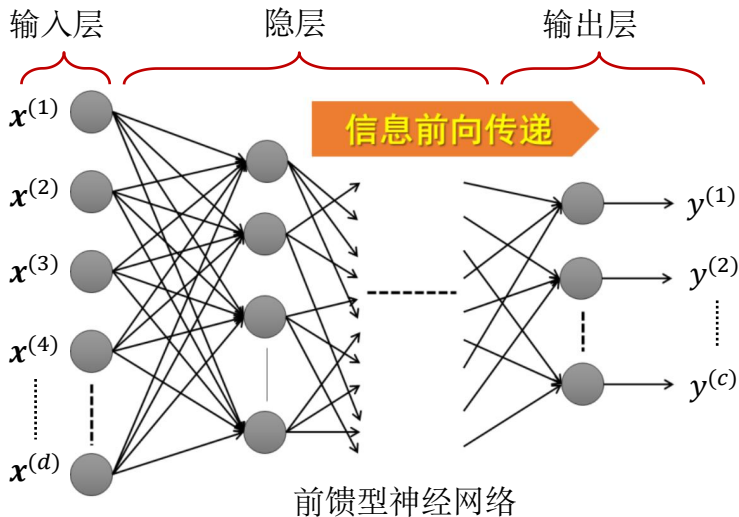 输入层 隐层 输出层
信息前向传递
x^(1)
x^(2)
x^(3)
x^(4)
x^(d)
y^(1)
y^(2)
y^(c)
前馈型神经网络